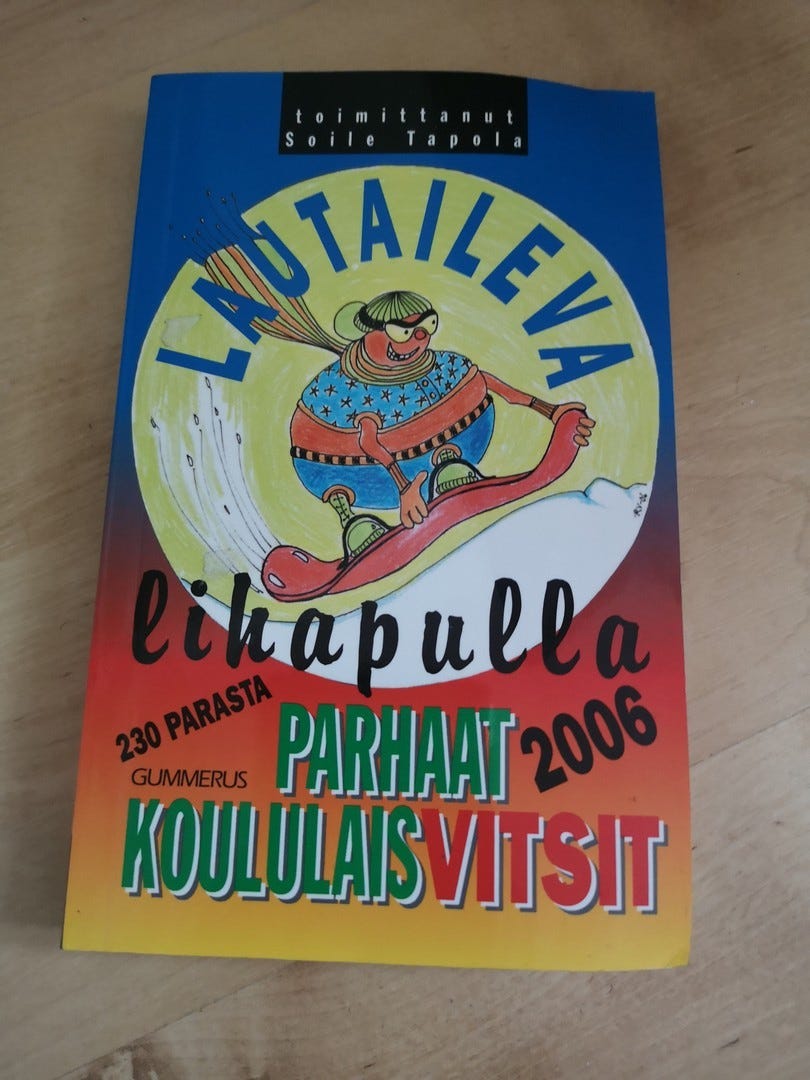 toimittanut
Soile Tapola
LAUTAILEVA
lihapulla
230 PARASTA
PARHAAT
2006
GUMMERUS
KOULULAISVITSIT